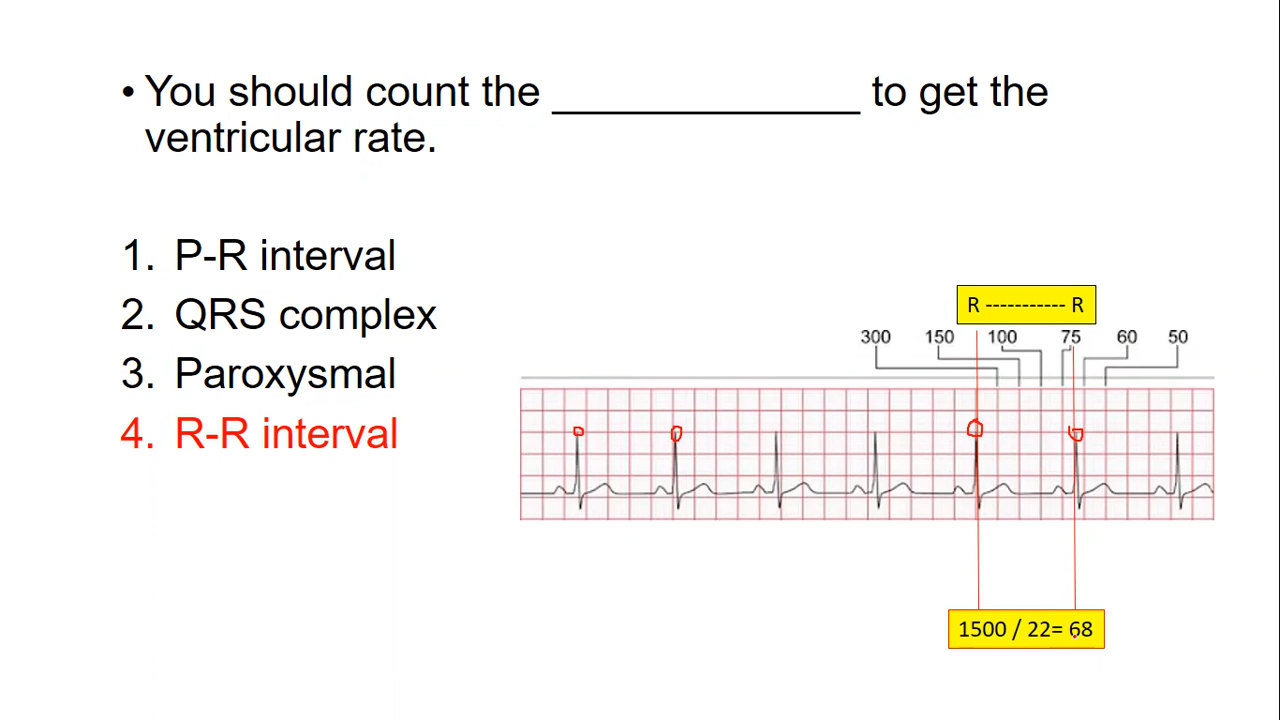 • You should count the ______________ to get the
ventricular rate.
1. P-R interval
2. QRS complex
3. Paroxysmal
4. R-R interval
R ----------- R
300 150 100 75 60 50
1500 / 22= 68